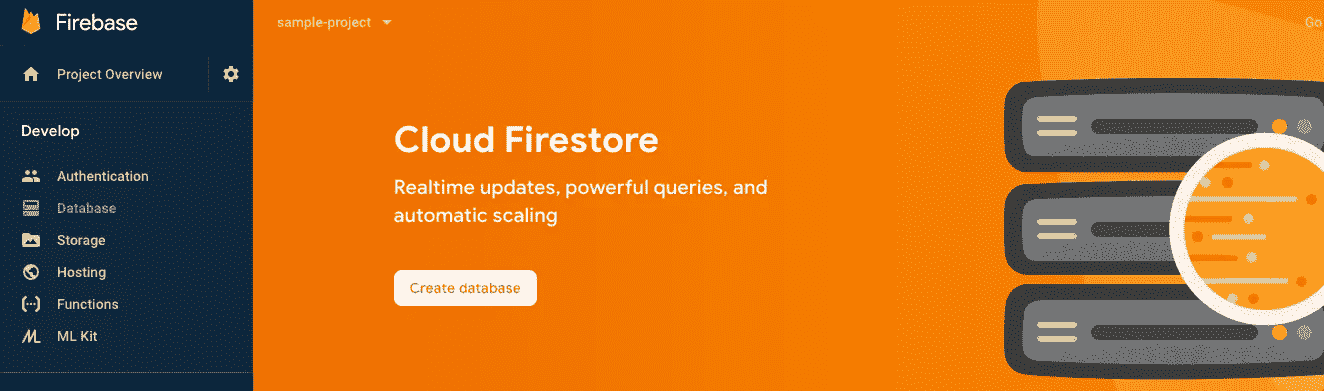 Firebase
sample-project
Go
Project Overview
Develop
Authentication
Database
Storage
Hosting
Functions
ML Kit
Cloud Firestore
Realtime updates, powerful queries, and
automatic scaling
Create database